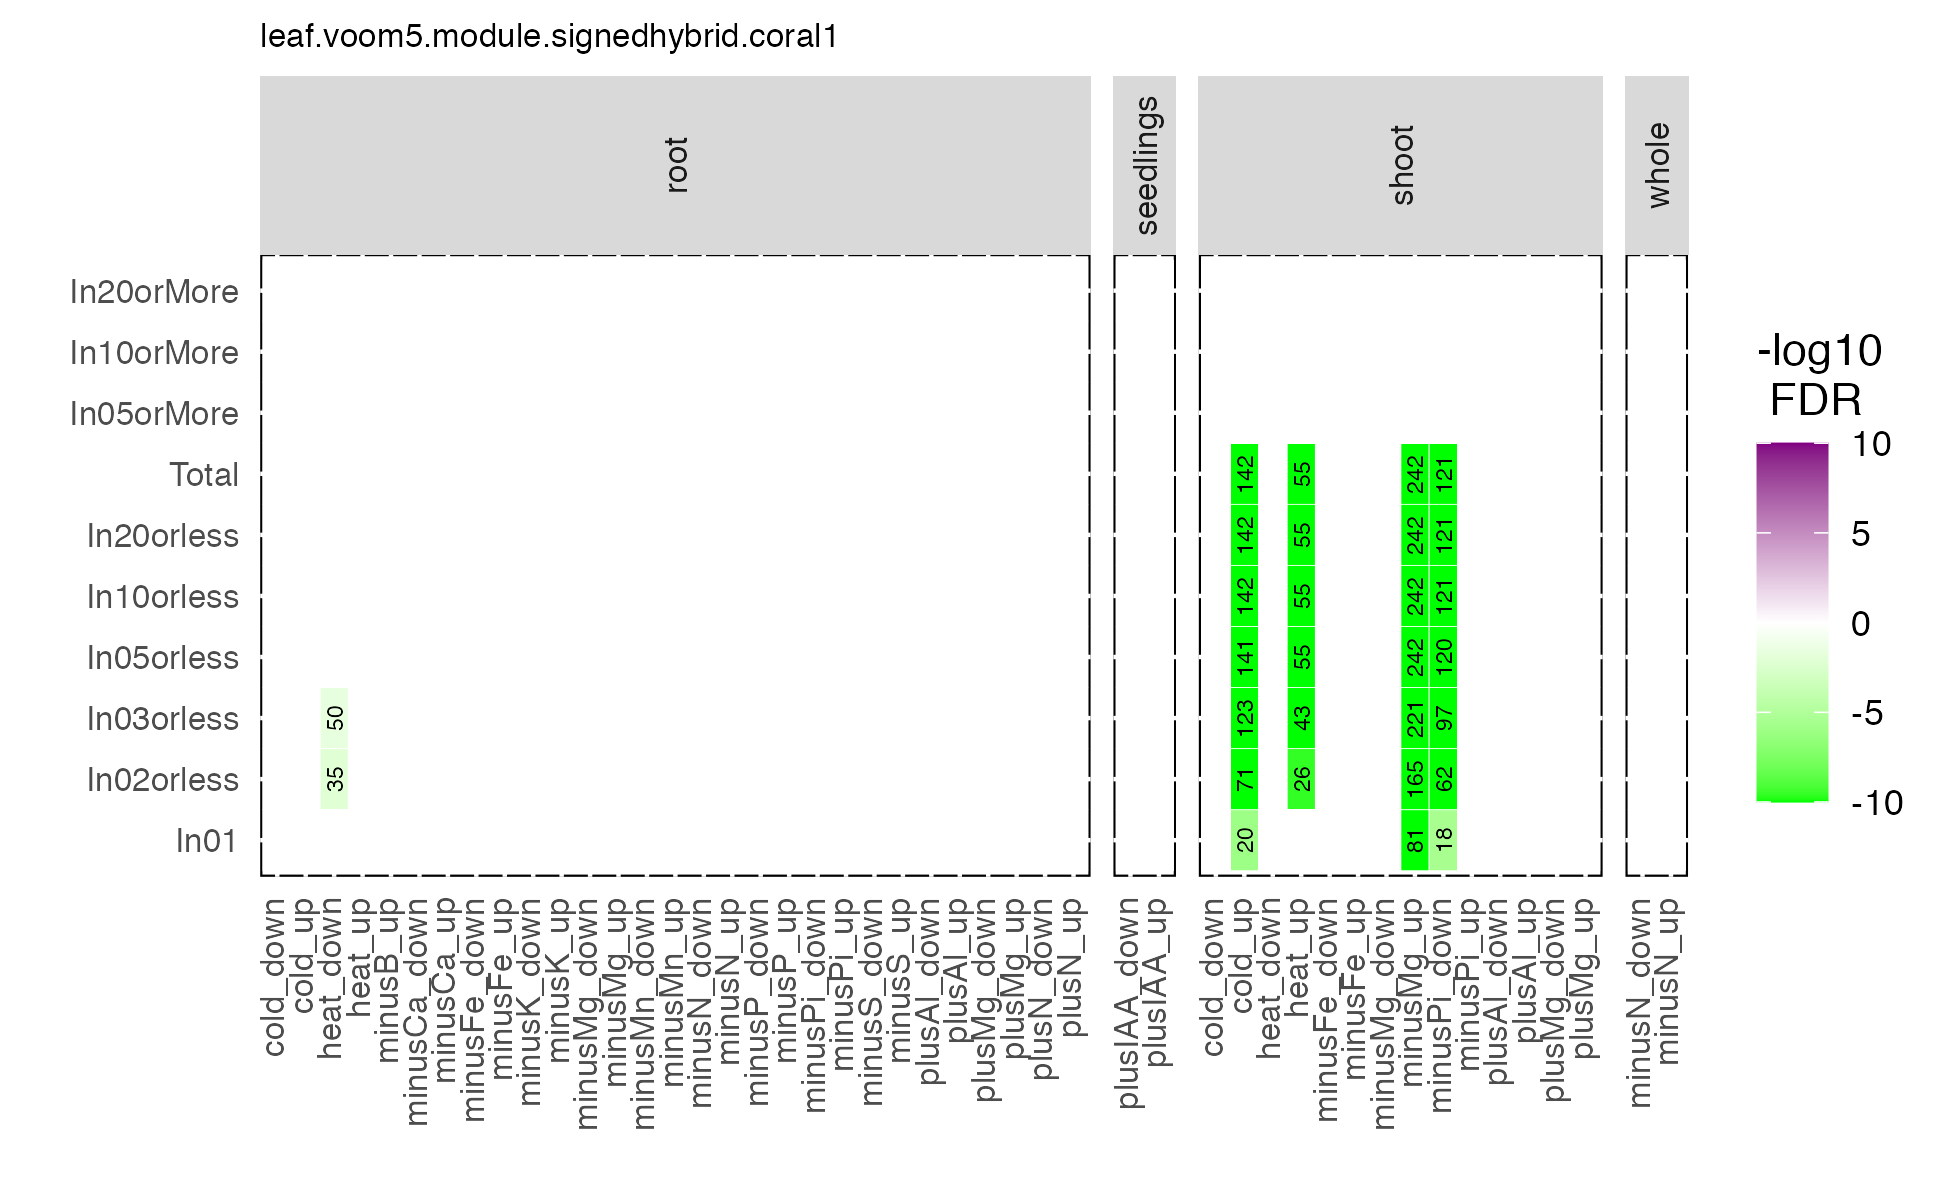 leaf.voom5.module.signedhybrid.coral1
root
seedlings
shoot
whole
In20orMore
In10orMore
In05orMore
Total
142
55
242
121
In20orless
142
55
242
121
In10orless
142
55
242
121
In05orless
141
55
242
120
In03orless
50
123
43
221
97
In02orless
35
71
26
165
62
In01
20
81
18
cold_down
cold_up
heat_down
heat_up
minusB_up
minusCa_down
minusCa_up
minusFe_down
minusFe_up
minusK_down
minusK_up
minusMg_down
minusMg_up
minusMn_down
minusMn_up
minusN_down
minusN_up
minusP_down
minusP_up
minusPi_down
minusPi_up
minusS_down
minusS_up
plusAl_down
plusAl_up
plusMg_down
plusMg_up
plusN_down
plusN_up
plusIAA_down
plusIAA_up
cold_down
cold_up
heat_down
heat_up
minusFe_down
minusFe_up
minusMg_down
minusMg_up
minusPi_down
minusPi_up
plusAl_down
plusAl_up
plusMg_down
plusMg_up
minusN_down
minusN_up
-log10
FDR
10
5
0
-5
-10